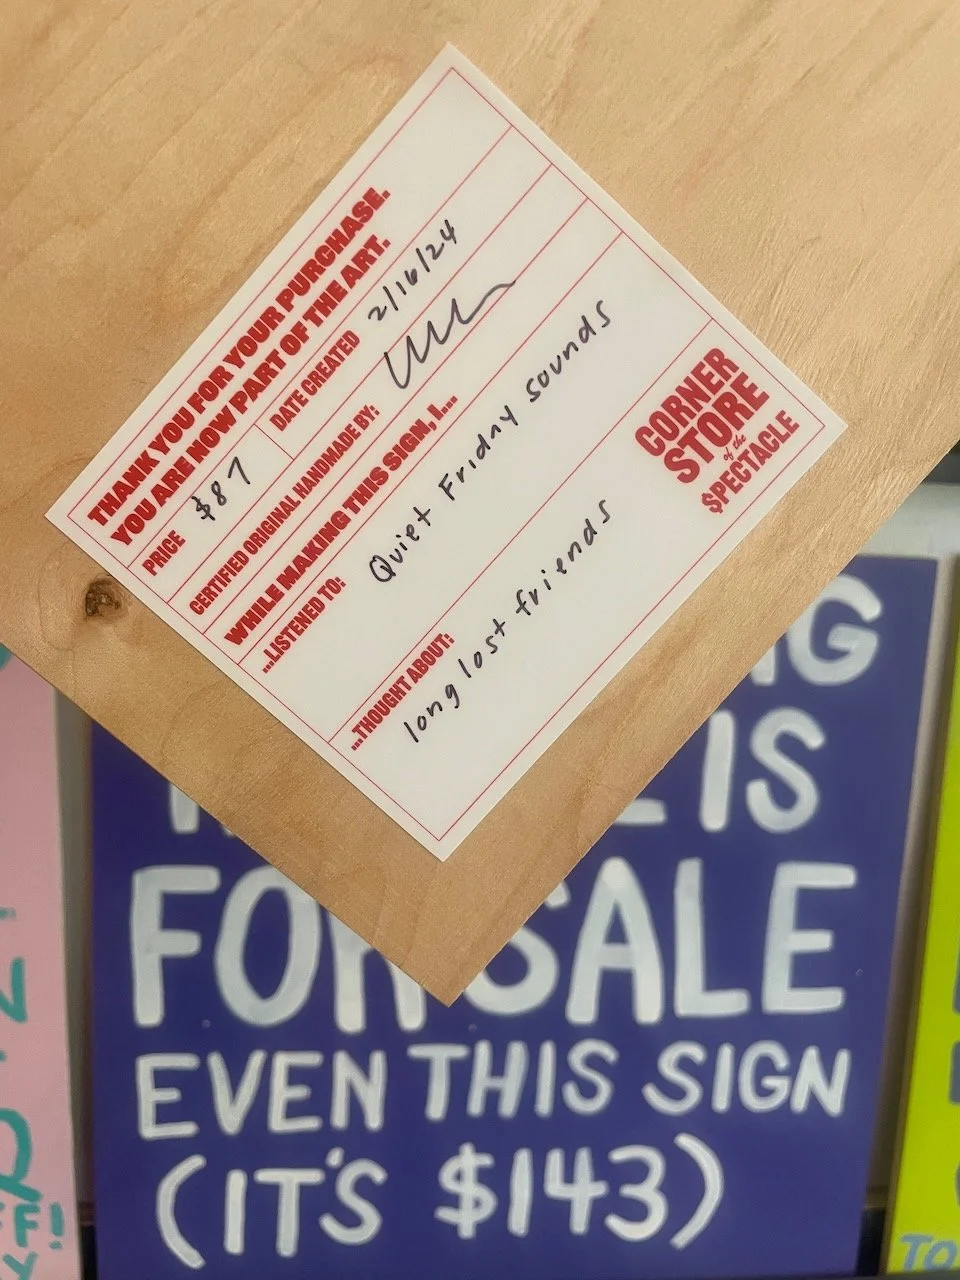 THANK YOU FOR YOUR PURCHASE.
YOU ARE NOW PART OF THE ART.
PRICE $87
DATE CREATED 2/16/24
CERTIFIED ORIGINAL HANDMADE BY:
WHILE MAKING THIS SIGN, I...
...LISTENED TO:
Quiet Friday sounds
...THOUGHT ABOUT:
long lost friends
CORNER
STORE
of the
$PECTACLE
IS
FOR SALE
EVEN THIS SIGN
(IT'S $143)
TO